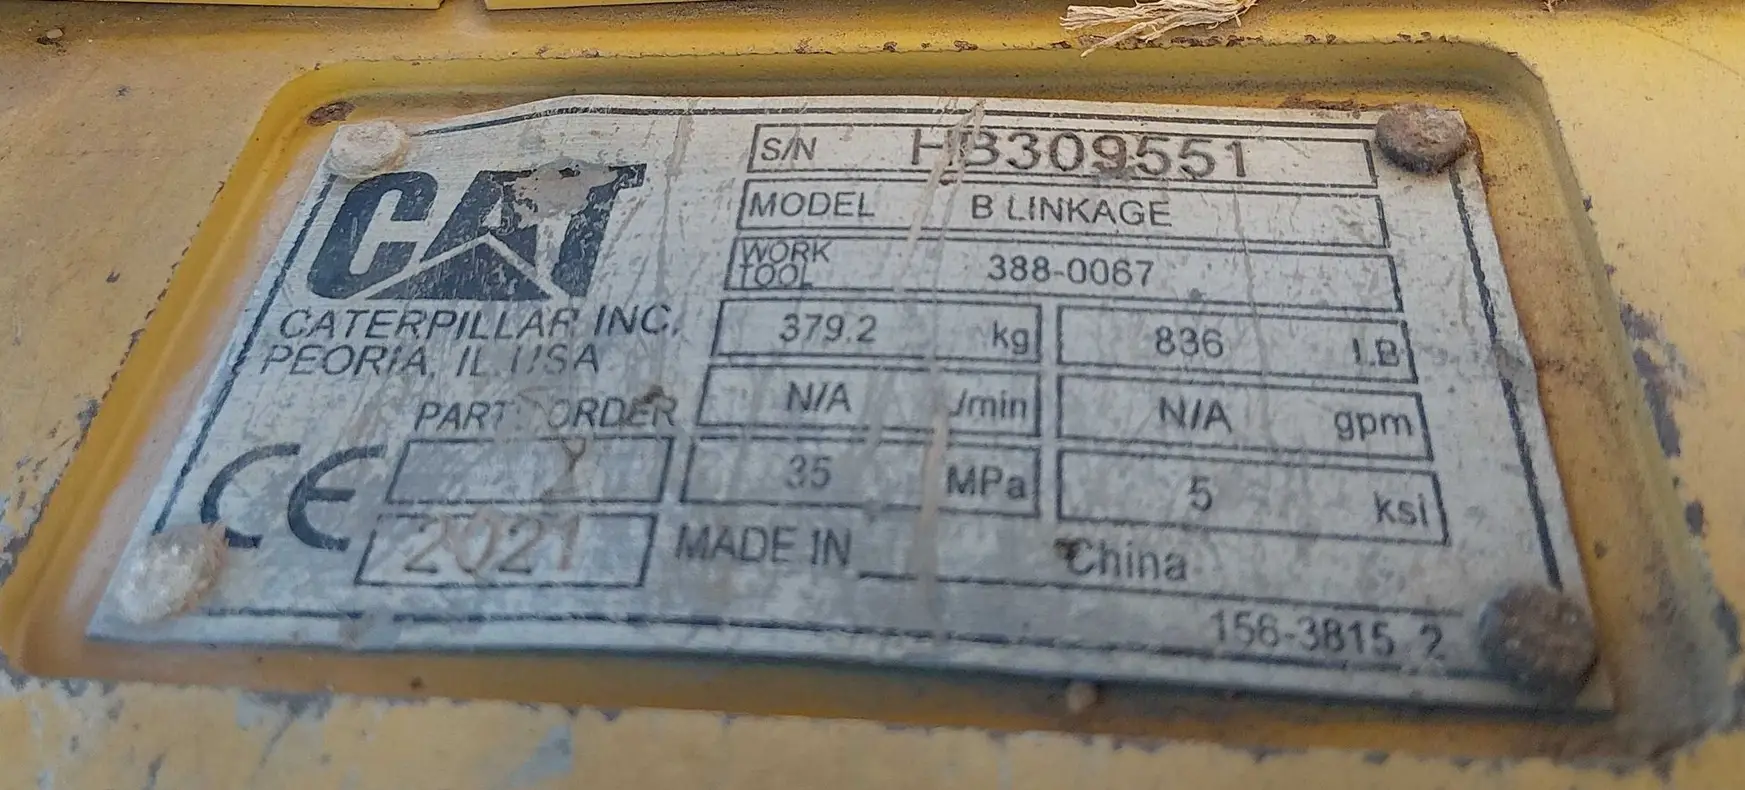 CAT
CATERPILLAR INC.
PEORIA, IL USA
S/N HB309551
MODEL B LINKAGE
WORK TOOL 388-0067
379.2 kg 836 LB
N/A /min N/A gpm
35 MPa 5 ksi
PART ORDER
CE
2021
MADE IN China
156-3815 2